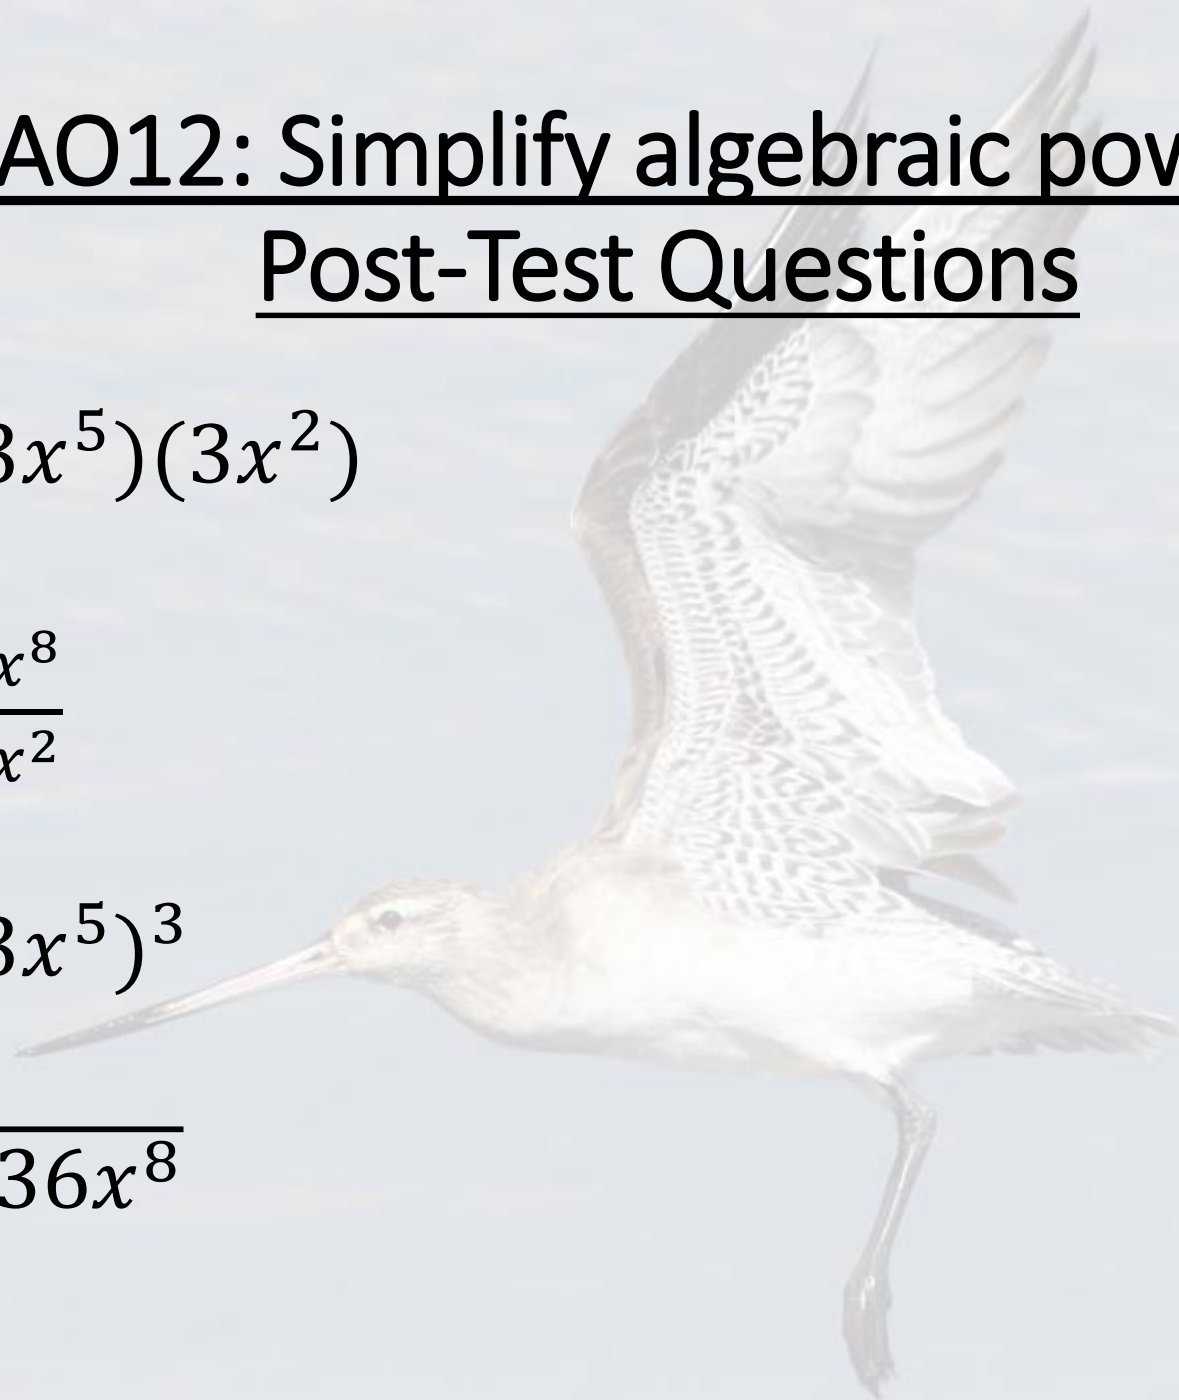 AO12: Simplify algebraic pow
Post-Test Questions
3x⁵)(3x²)
x⁸
x²
3x⁵)³
36x⁸